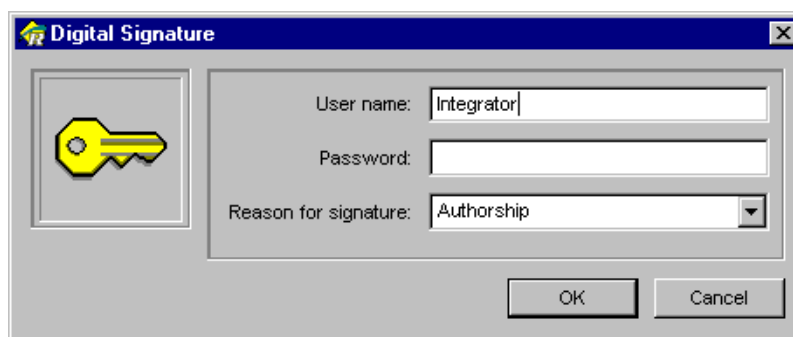 Digital Signature
User name: Integrator
Password:
Reason for signature: Authorship
OK Cancel